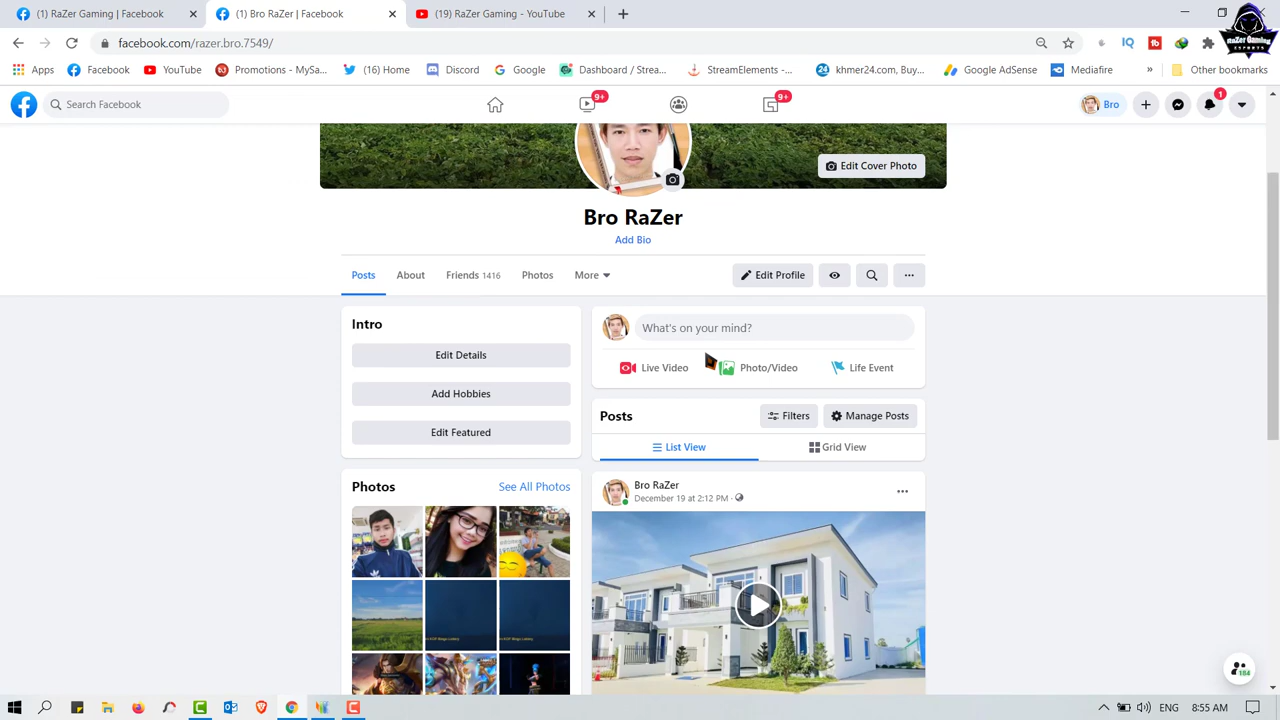 (1) RaZer Gaming | Facebook
(1) Bro RaZer | Facebook
(19) RaZer Gaming - YouTube
facebook.com/razer.bro.7549/
Apps
Facebook
YouTube
Promotions - MySa...
(16) Home
Discord
Google
Dashboard / Strea...
StreamElements - ...
khmer24.com, Buy...
Google AdSense
Mediafire
»
Other bookmarks
RaZer Gaming
ESPORTS
Search Facebook
9+
9+
Bro
1
Edit Cover Photo
Bro RaZer
Add Bio
Posts
About
Friends 1416
Photos
More
Edit Profile
Intro
Edit Details
Add Hobbies
Edit Featured
What's on your mind?
Live Video
Photo/Video
Life Event
Posts
Filters
Manage Posts
List View
Grid View
Photos
See All Photos
Bro RaZer
December 19 at 2:12 PM ·
184
ENG
8:55 AM